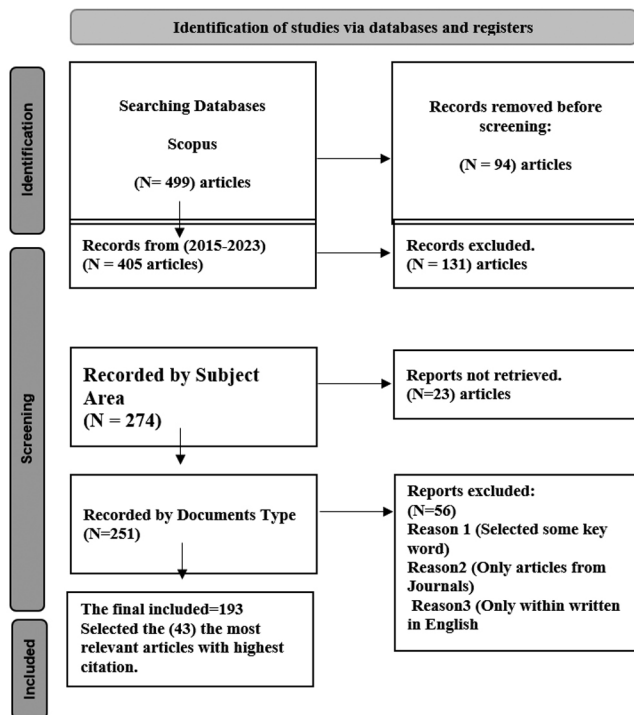 Identification of studies via databases and registers
Identification
Searching Databases
Scopus
(N= 499) articles
Records removed before
screening:
(N = 94) articles
Screening
Records from (2015-2023)
(N = 405 articles)
Records excluded.
(N = 131) articles
Recorded by Subject
Area
(N = 274)
Reports not retrieved.
(N=23) articles
Recorded by Documents Type
(N=251)
Reports excluded:
(N=56)
Reason 1 (Selected some key
word)
Reason2 (Only articles from
Journals)
Reason3 (Only within written
in English
Included
The final included=193
Selected the (43) the most
relevant articles with highest
citation.